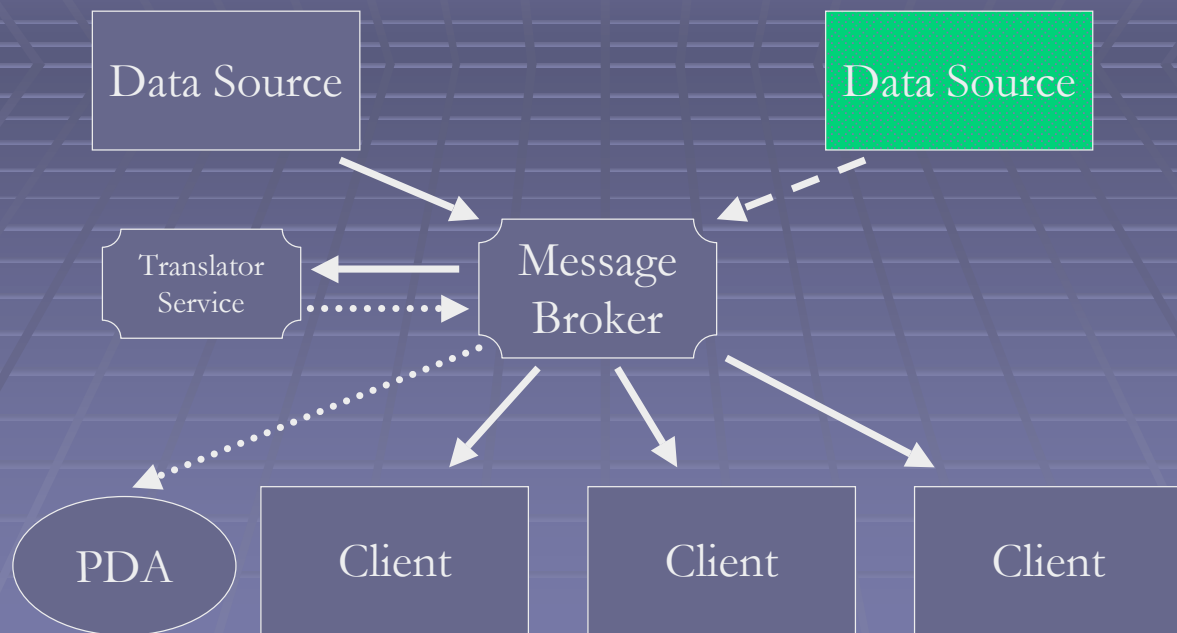 Data Source
Data Source
Translator
Service
Message
Broker
PDA
Client
Client
Client